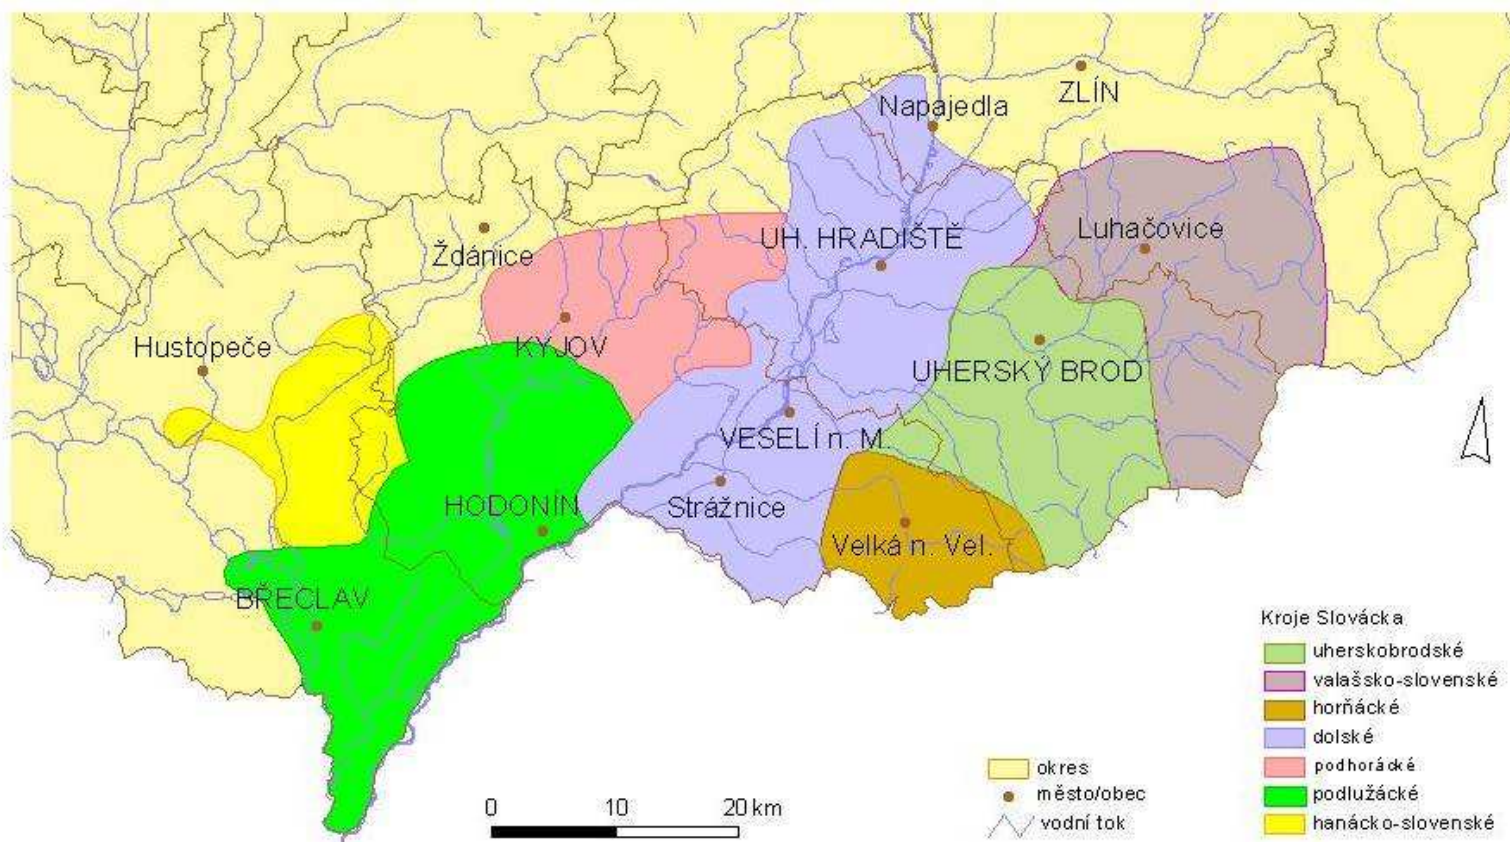 ZLÍN
Napajedla
UH. HRADIŠTĚ
Luhačovice
Ždánice
KYJOV
Hustopeče
UHERSKÝ BROD
VESELÍ n. M.
HODONÍN
Strážnice
Velká n. Vel.
BŘECLAV
Kroje Slovácka
uherskobrodské
valašsko-slovenské
horňácké
dolské
podhorácké
podlužácké
hanácko-slovenské
okres
město/obec
vodní tok
0 10 20 km